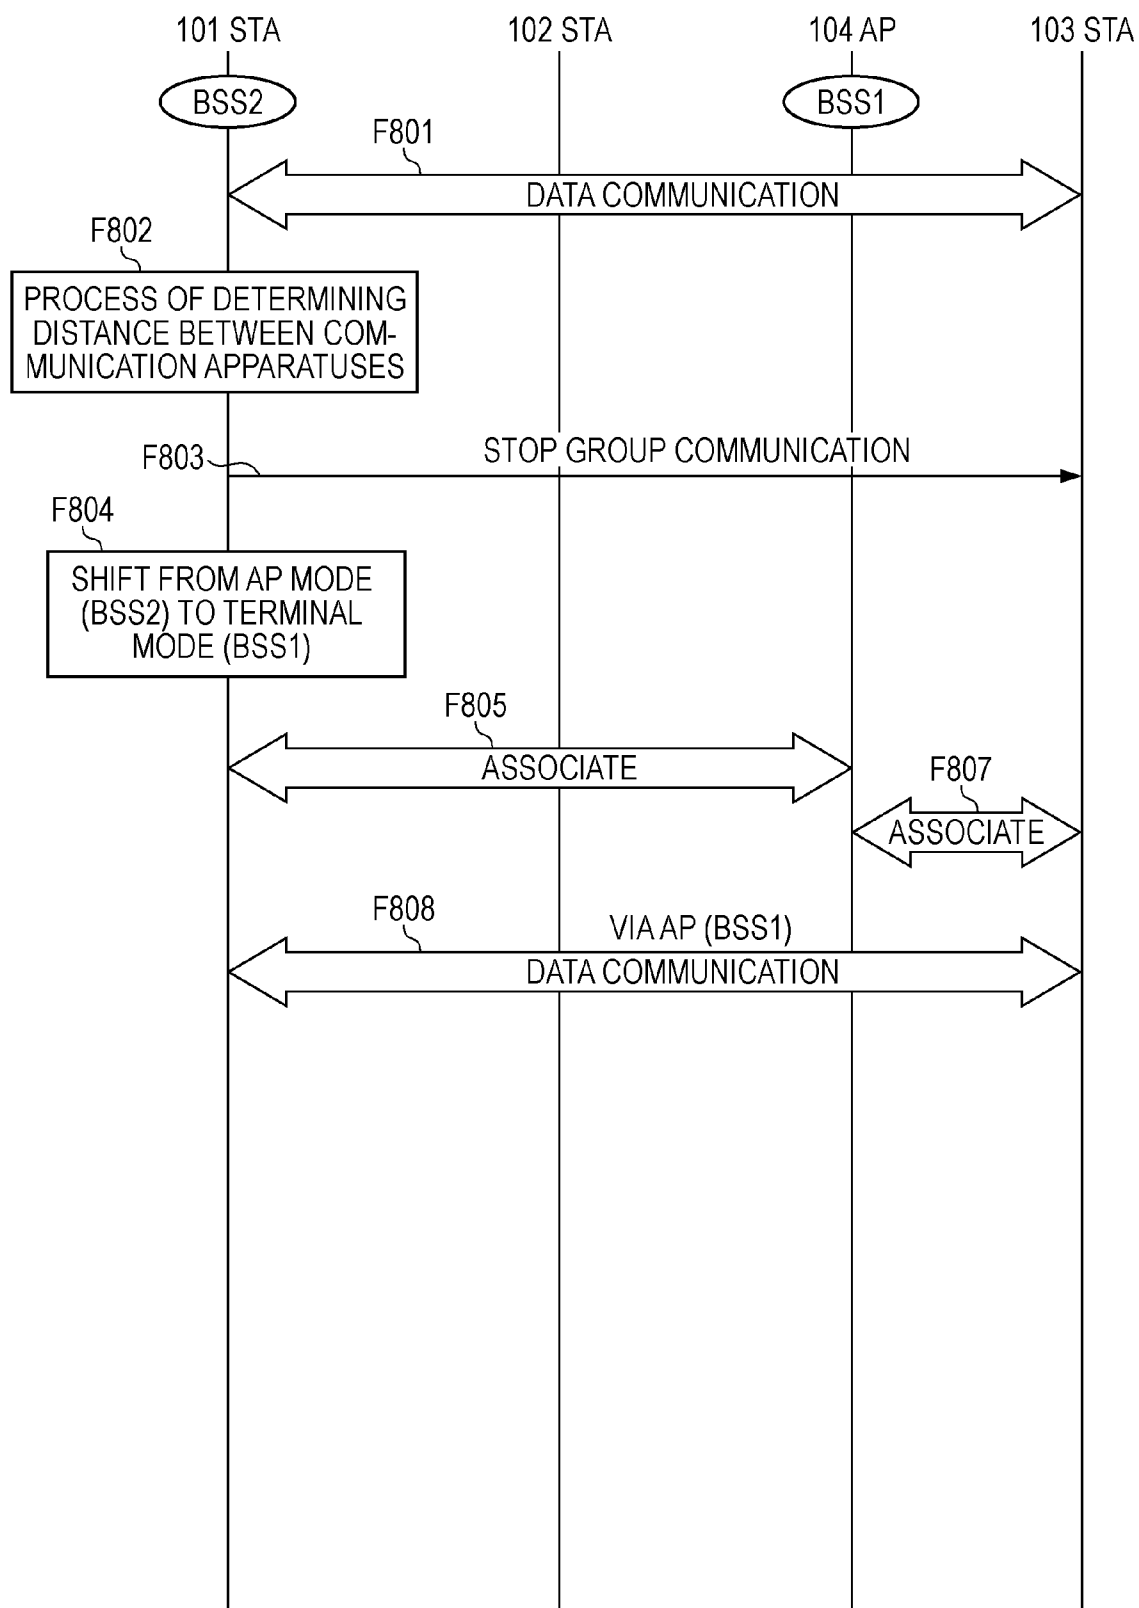 101 STA
102 STA
104 AP
103 STA
BSS2
BSS1
F801
DATA COMMUNICATION
F802
PROCESS OF DETERMINING
DISTANCE BETWEEN COM-
MUNICATION APPARATUSES
F803
STOP GROUP COMMUNICATION
F804
SHIFT FROM AP MODE
(BSS2) TO TERMINAL
MODE (BSS1)
F805
ASSOCIATE
F807
ASSOCIATE
F808
VIA AP (BSS1)
DATA COMMUNICATION